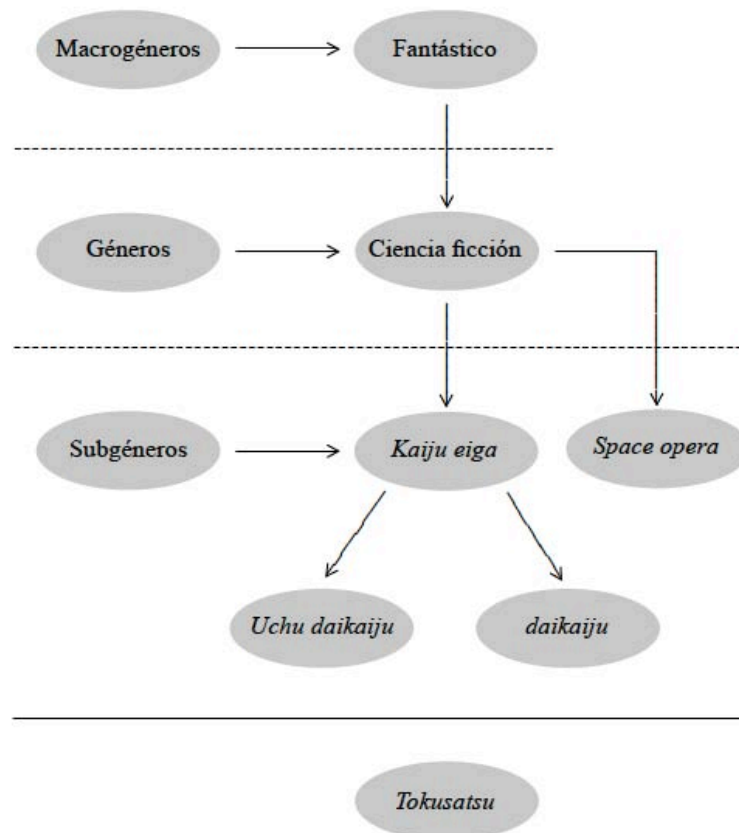 Macrogéneros
Fantástico
Géneros
Ciencia ficción
Subgéneros
Kaiju eiga
Space opera
Uchu daikaiju
daikaiju
Tokusatsu